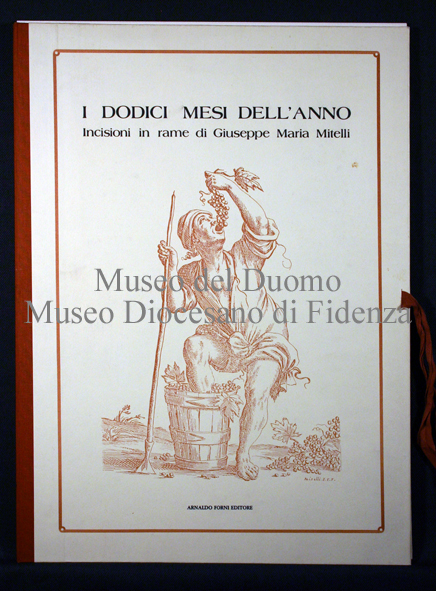 I DODICI MESI DELL'ANNO
Incisioni in rame di Giuseppe Maria Mitelli
Museo del Duomo
Museo Diocesano di Fidenza
ARNALDO FORNI EDITORE